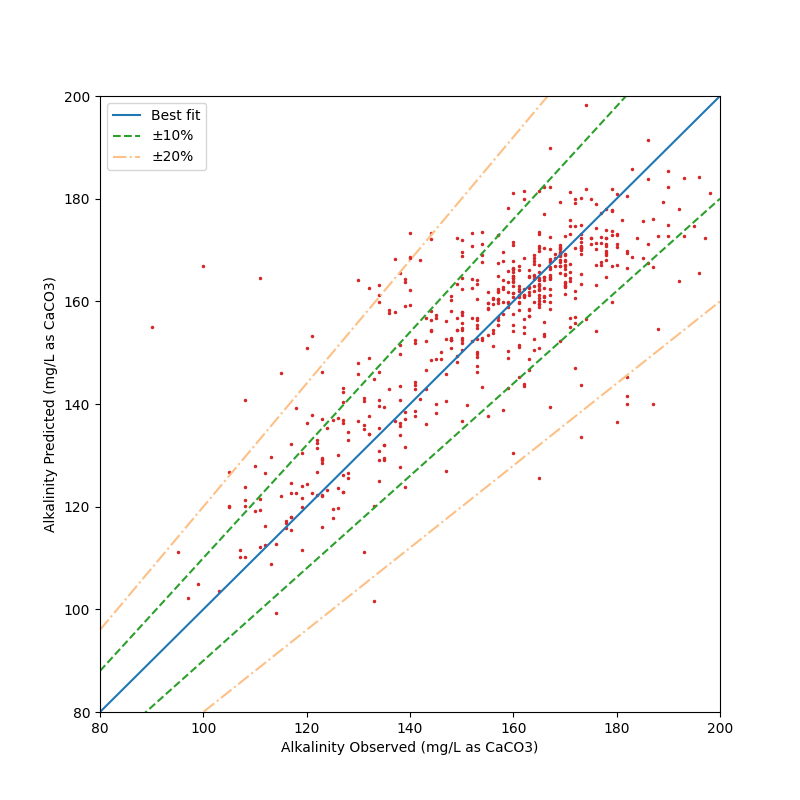 Best fit
±10%
±20%
200
180
160
140
120
100
80
80 100 120 140 160 180 200
Alkalinity Predicted (mg/L as CaCO3)
Alkalinity Observed (mg/L as CaCO3)